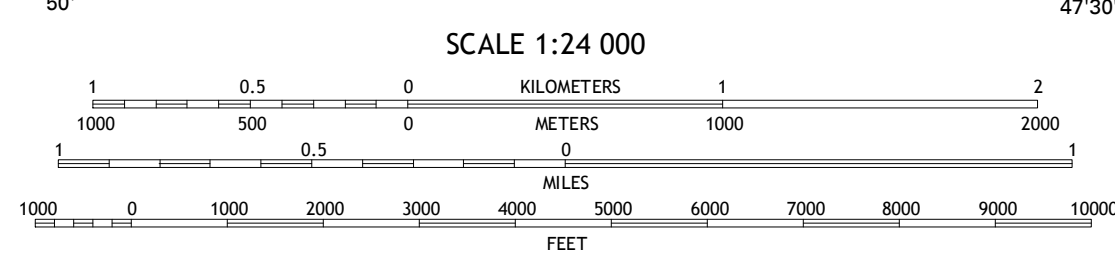 50' 47'30"
SCALE 1:24 000
1 0.5 0 KILOMETERS 1 2
1000 500 0 METERS 1000 2000
1 0.5 0 1
MILES
1000 0 1000 2000 3000 4000 5000 6000 7000 8000 9000 10000
FEET